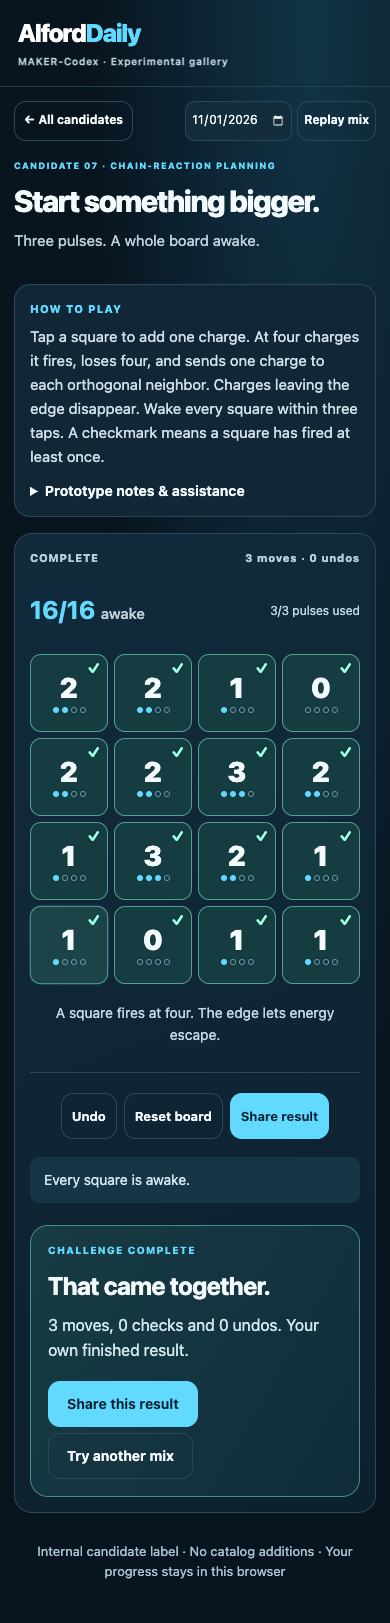 AlfordDaily
MAKER-Codex · Experimental gallery
← All candidates
11/01/2026
Replay mix
CANDIDATE 07 · CHAIN-REACTION PLANNING
Start something bigger.
Three pulses. A whole board awake.
HOW TO PLAY
Tap a square to add one charge. At four charges
it fires, loses four, and sends one charge to
each orthogonal neighbor. Charges leaving the
edge disappear. Wake every square within three
taps. A checkmark means a square has fired at
least once.
▶ Prototype notes & assistance
COMPLETE
3 moves · 0 undos
16/16 awake
3/3 pulses used
2 2 1 0
2 2 3 2
1 3 2 1
1 0 1 1
A square fires at four. The edge lets energy
escape.
Undo
Reset board
Share result
Every square is awake.
CHALLENGE COMPLETE
That came together.
3 moves, 0 checks and 0 undos. Your
own finished result.
Share this result
Try another mix
Internal candidate label · No catalog additions · Your
progress stays in this browser